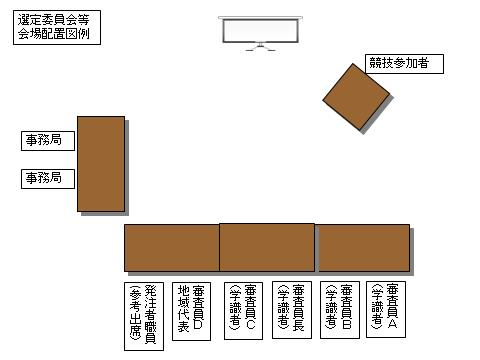 選定委員会等
会場配置図例
競技参加者
事務局
事務局
発注者職員
（参考出席）
審査員Ｄ
地域代表
審査員Ｃ
（学識者）
審査員長
（学識者）
審査員Ｂ
（学識者）
審査員Ａ
（学識者）